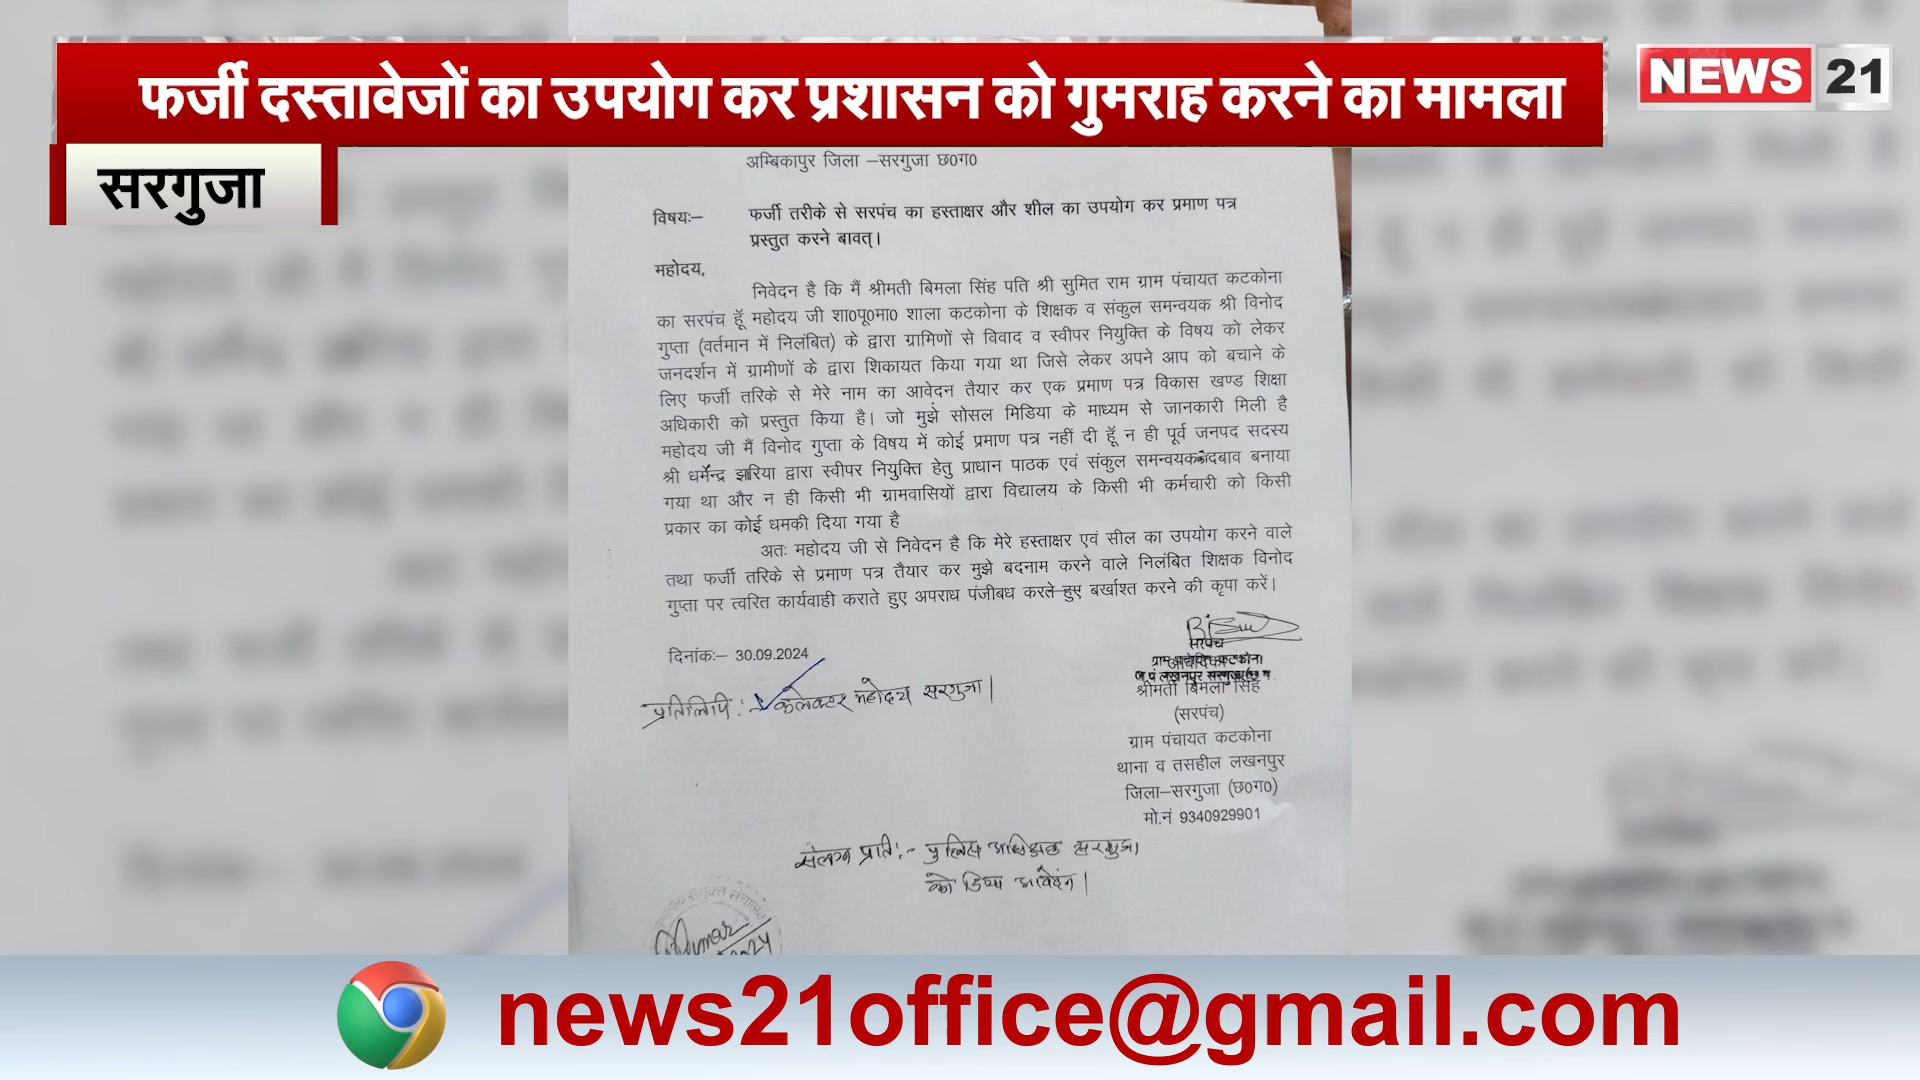 फर्जी दस्तावेजों का उपयोग कर प्रशासन को गुमराह करने का मामला
NEWS 21
सरगुजा
अम्बिकापुर जिला –सरगुजा छ0ग0
विषयः– फर्जी तरीके से सरपंच का हस्ताक्षर और शील का उपयोग कर प्रमाण पत्र
प्रस्तुत करने बावत्।
महोदय,
निवेदन है कि मैं श्रीमती बिमला सिंह पति श्री सुमित राम ग्राम पंचायत कटकोना
का सरपंच हूँ महोदय जी शा0पू0मा0 शाला कटकोना के शिक्षक व संकुल समन्वयक श्री विनोद
गुप्ता (वर्तमान में निलंबित) के द्वारा ग्रामिणों से विवाद व स्वीपर नियुक्ति के विषय को लेकर
जनदर्शन में ग्रामीणों के द्वारा शिकायत किया गया था जिसे लेकर अपने आप को बचाने के
लिए फर्जी तरिके से मेरे नाम का आवेदन तैयार कर एक प्रमाण पत्र विकास खण्ड शिक्षा
अधिकारी को प्रस्तुत किया है। जो मुझे सोसल मिडिया के माध्यम से जानकारी मिली है
महोदय जी मैं विनोद गुप्ता के विषय में कोई प्रमाण पत्र नहीं दी हूँ न ही पूर्व जनपद सदस्य
श्री धर्मेन्द्र झारिया द्वारा स्वीपर नियुक्ति हेतु प्राधान पाठक एवं संकुल समन्वयक दबाव बनाया
गया था और न ही किसी भी ग्रामवासियों द्वारा विद्यालय के किसी भी कर्मचारी को किसी
प्रकार का कोई धमकी दिया गया है
अतः महोदय जी से निवेदन है कि मेरे हस्ताक्षर एवं सील का उपयोग करने वाले
तथा फर्जी तरिके से प्रमाण पत्र तैयार कर मुझे बदनाम करने वाले निलंबित शिक्षक विनोद
गुप्ता पर त्वरित कार्यवाही कराते हुए अपराध पंजीबध करते हुए बर्खाश्त करने की कृपा करें।
दिनांकः– 30.09.2024
सरपंच
ग्राम पंचायत कटकोना
आवेदिका
ज पं लखनपुर सरगुजा
श्रीमती बिमला सिंह
प्रतिलिपि :- कलेक्टर महोदय सरगुजा|
(सरपंच)
ग्राम पंचायत कटकोना
थाना व तसहील लखनपुर
जिला–सरगुजा (छ0ग0)
मो.नं 9340929901
संलग्न प्रति :- पुलिस अधिक्षक सरगुजा
को दिया आवेदन|
news21office@gmail.com